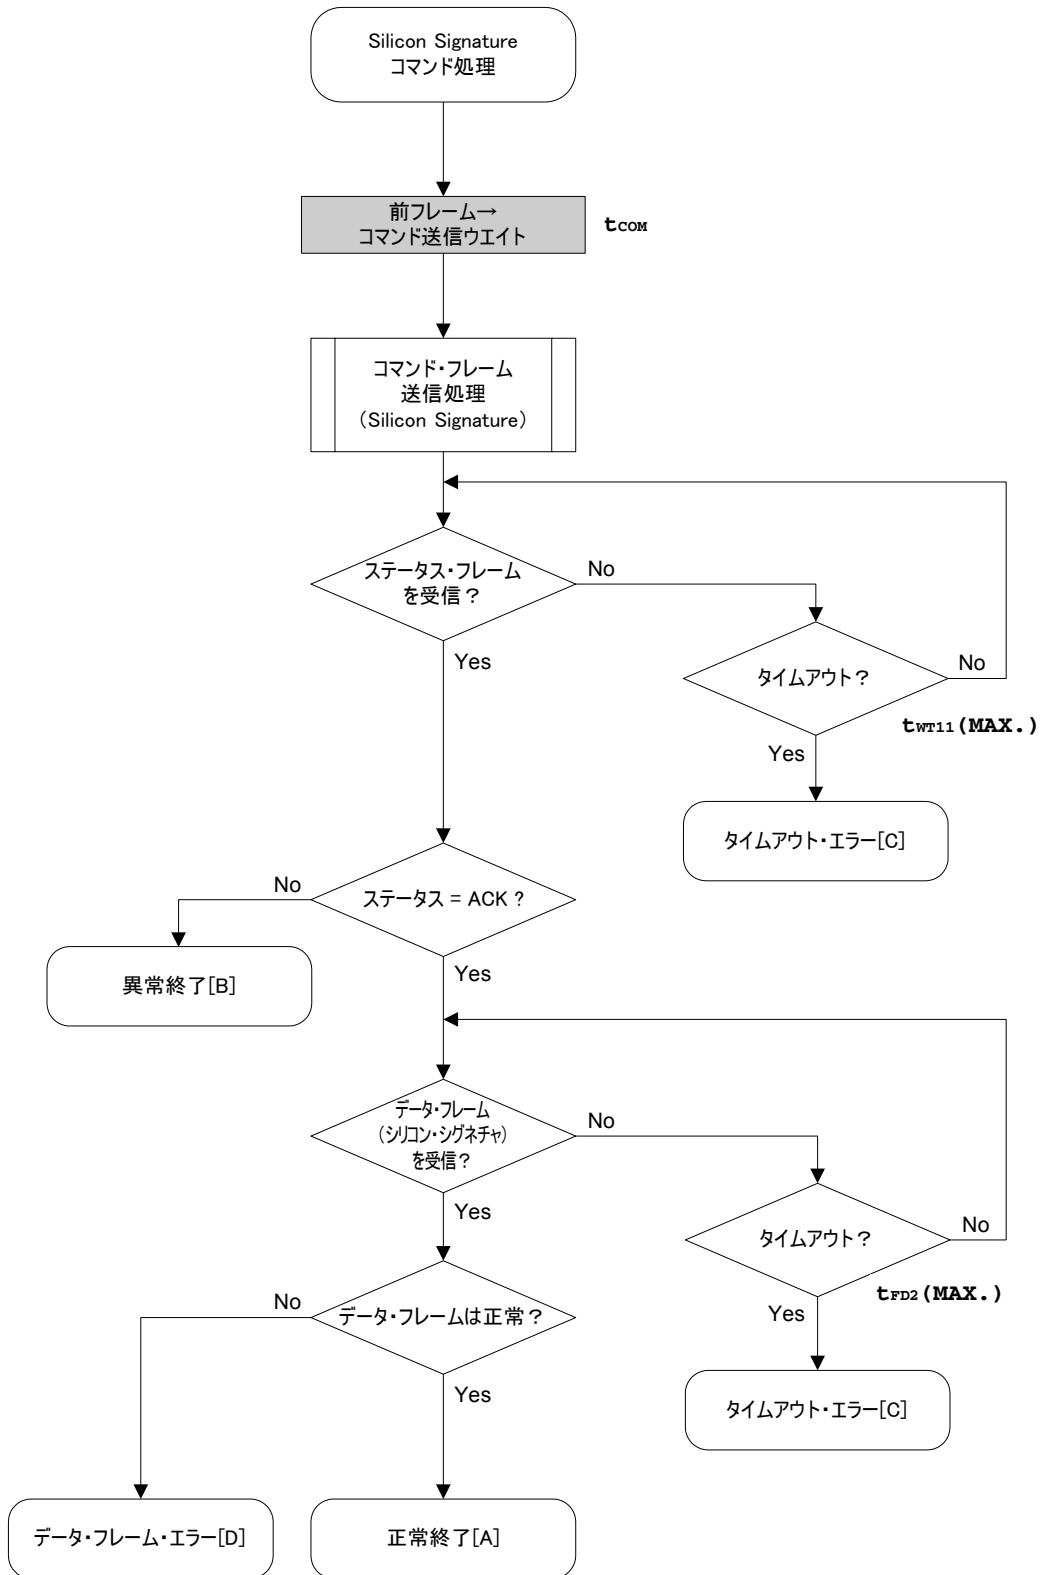 Silicon Signature
コマンド処理
前フレーム→
コマンド送信ウエイト
tCOM
コマンド・フレーム
送信処理
（Silicon Signature）
ステータス・フレーム
を受信？
No
Yes
タイムアウト？
No
tWT11(MAX.)
Yes
タイムアウト・エラー[C]
ステータス = ACK ?
No
Yes
異常終了[B]
データ・フレーム
（シリコン・シグネチャ）
を受信？
No
Yes
タイムアウト？
No
tFD2(MAX.)
Yes
タイムアウト・エラー[C]
データ・フレームは正常？
No
Yes
データ・フレーム・エラー[D]
正常終了[A]